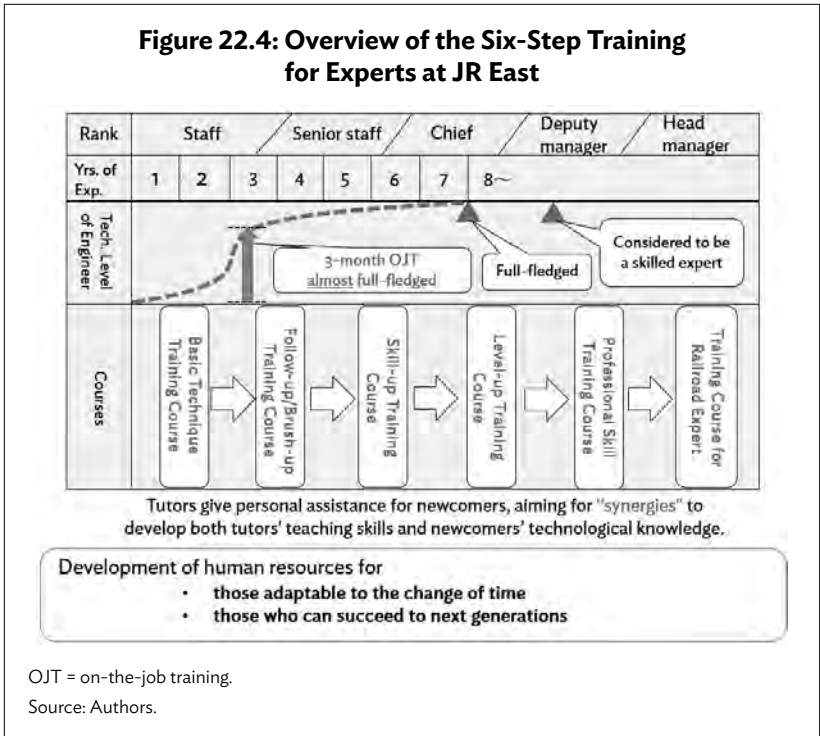 Figure 22.4: Overview of the Six-Step Training
for Experts at JR East
Rank
Staff
Senior staff
Chief
Deputy
manager
Head
manager
Yrs. of
Exp.
1
2
3
4
5
6
7
8~
Tech. Level
of Engineer
3-month OJT
almost full-fledged
Full-fledged
Considered to be
a skilled expert
Courses
Basic Technique
Training Course
Follow-up/Brush-up
Training Course
Skill-up Training
Course
Level-up Training
Course
Professional Skill
Training Course
Training Course for
Railroad Expert
Tutors give personal assistance for newcomers, aiming for "synergies" to
develop both tutors' teaching skills and newcomers' technological knowledge.
Development of human resources for
• those adaptable to the change of time
• those who can succeed to next generations
OJT = on-the-job training.
Source: Authors.